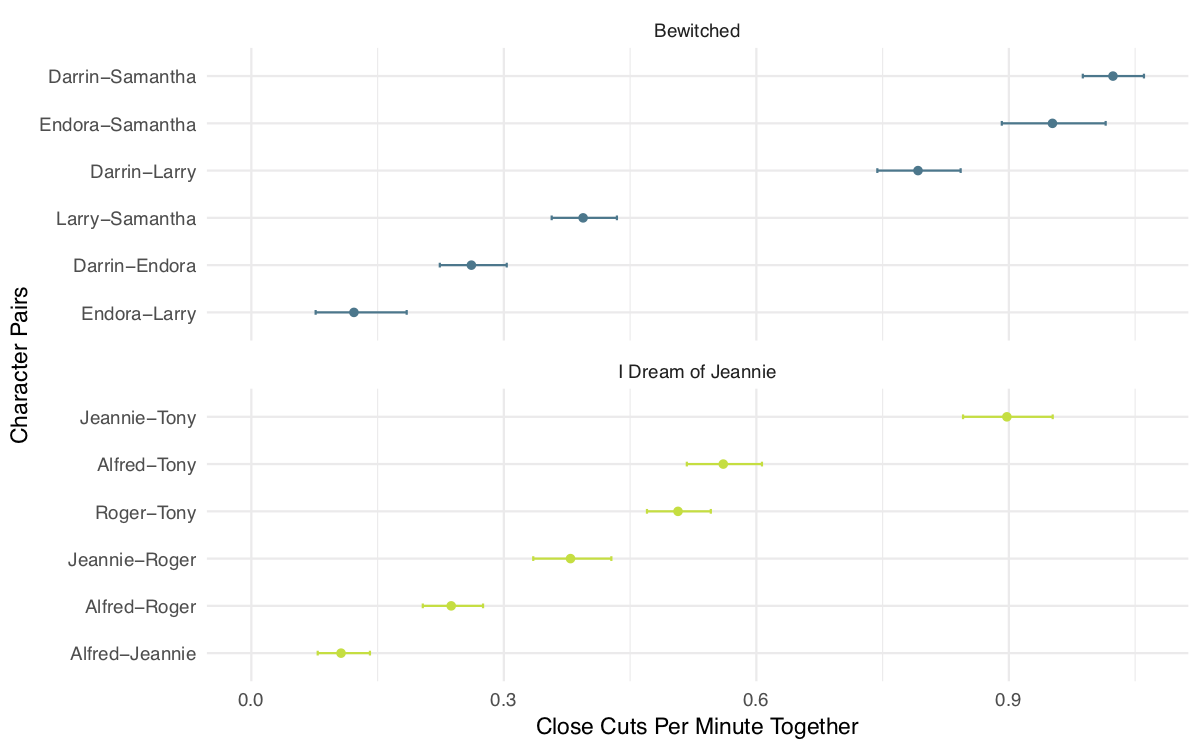 Bewitched
Darrin−Samantha
Endora−Samantha
Darrin−Larry
Larry−Samantha
Darrin−Endora
Endora−Larry
I Dream of Jeannie
Jeannie−Tony
Alfred−Tony
Roger−Tony
Jeannie−Roger
Alfred−Roger
Alfred−Jeannie
0.0 0.3 0.6 0.9
Close Cuts Per Minute Together
Character Pairs